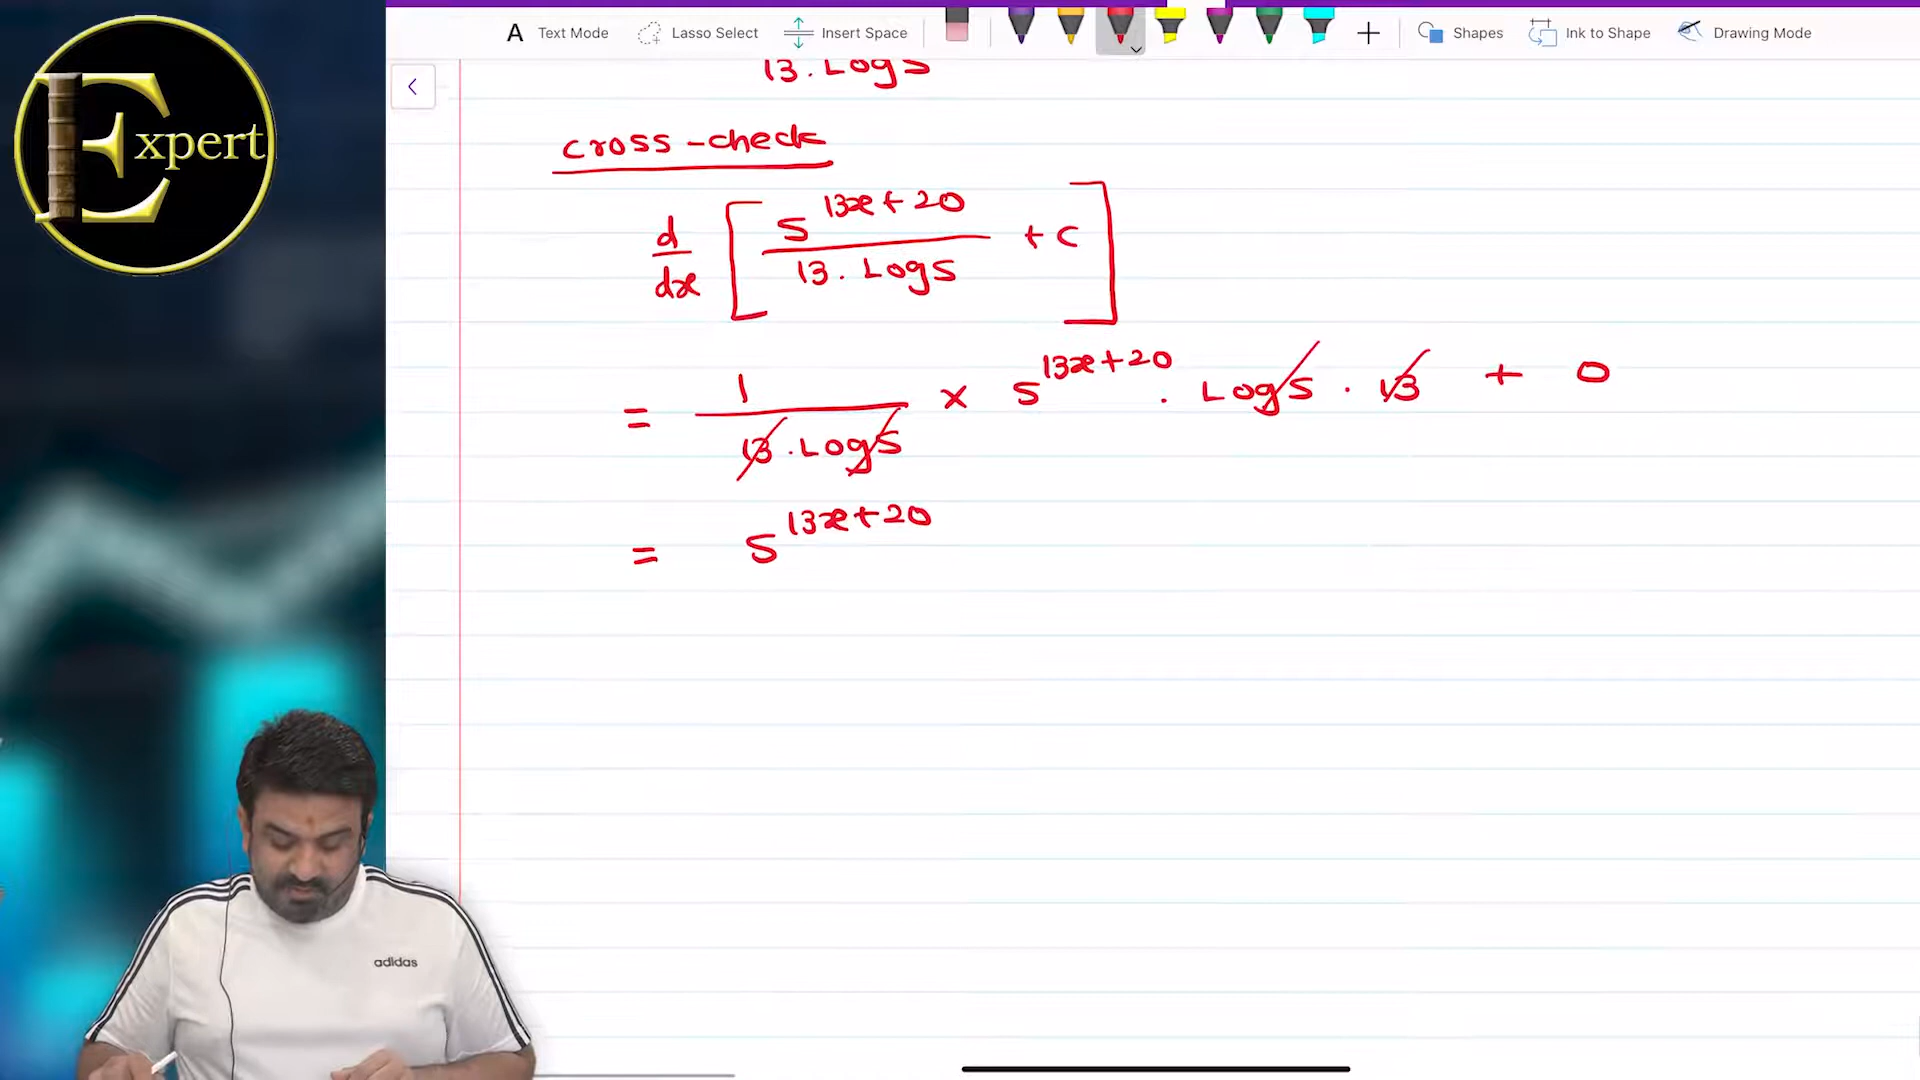 A Text Mode Lasso Select Insert Space Shapes Ink to Shape Drawing Mode
Expert
13 . Log5
cross-check
d/dx [ 5^(13x+20) / 13 . Log5 + c ]
= 1 / 13 . Log5 × 5^(13x+20) . Log5 . 13 + 0
= 5^(13x+20)
adidas